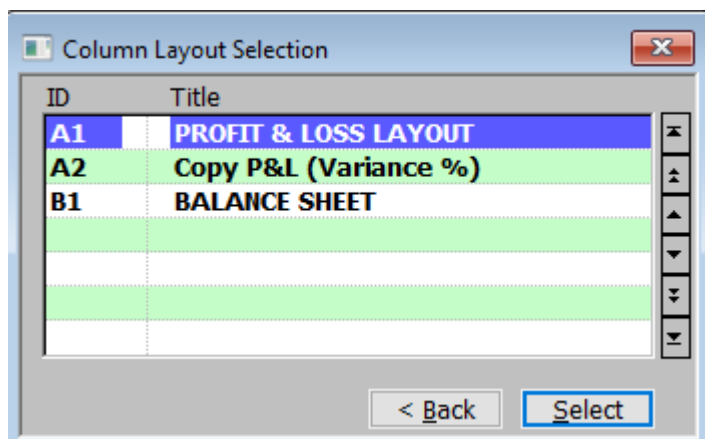 Column Layout Selection
ID Title
A1 PROFIT & LOSS LAYOUT
A2 Copy P&L (Variance %)
B1 BALANCE SHEET
< Back Select